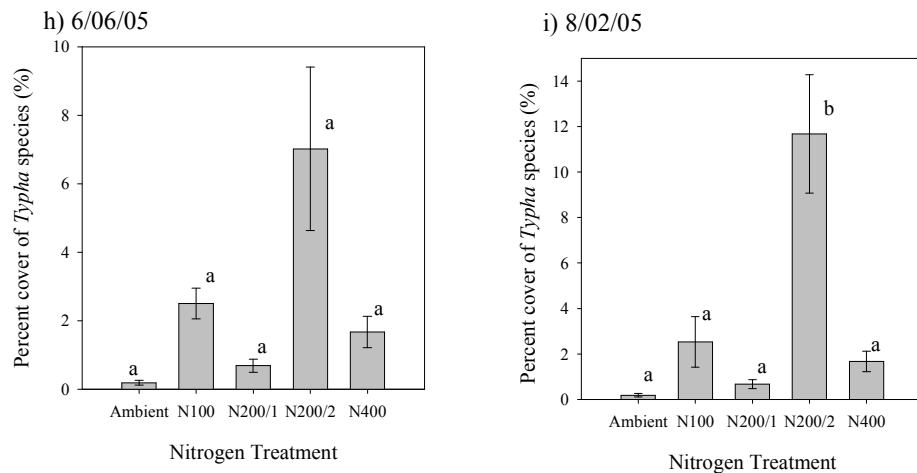 h) 6/06/05
Percent cover of Typha species (%)
10
8
6
4
2
0
a
a
a
a
a
Ambient N100 N200/1 N200/2 N400
Nitrogen Treatment
i) 8/02/05
Percent cover of Typha species (%)
14
12
10
8
6
4
2
0
a
a
a
b
a
Ambient N100 N200/1 N200/2 N400
Nitrogen Treatment